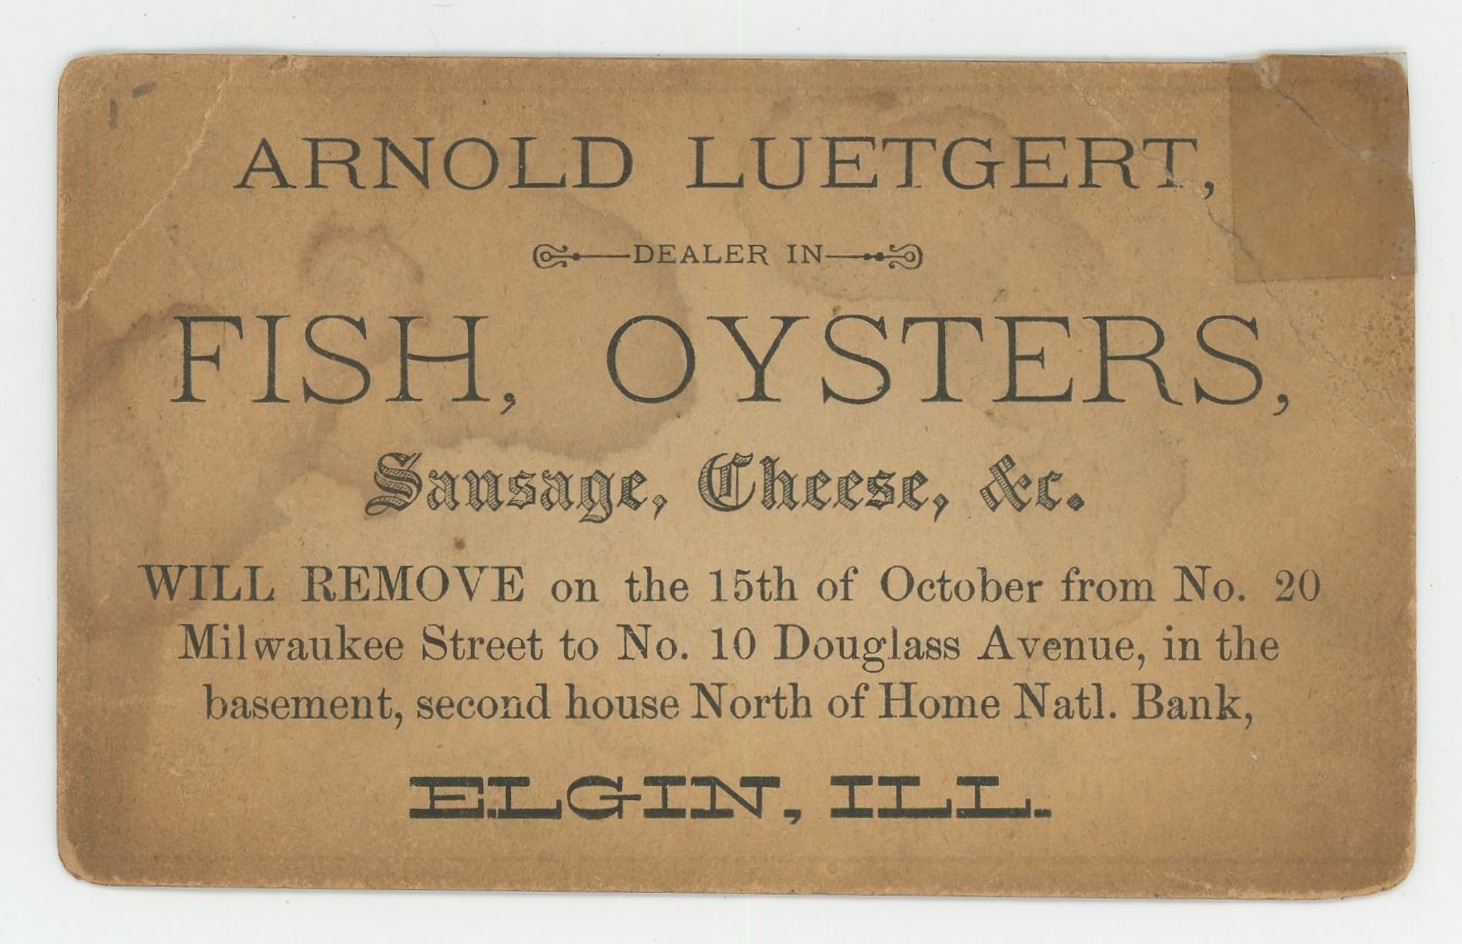 ARNOLD LUETGERT,
DEALER IN
FISH, OYSTERS,
Sausage, Cheese, &c.
WILL REMOVE on the 15th of October from No. 20
Milwaukee Street to No. 10 Douglass Avenue, in the
basement, second house North of Home Natl. Bank,
ELGIN, ILL.